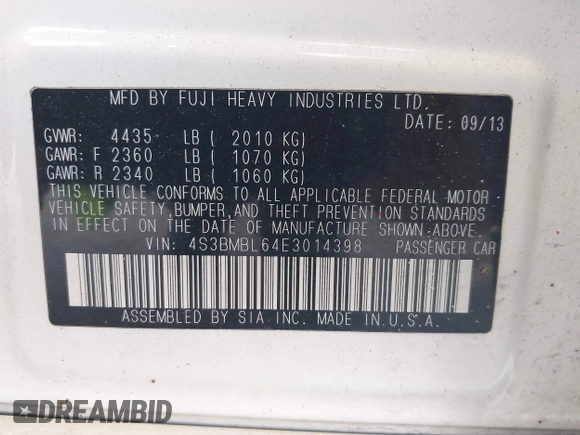 MFD BY FUJI HEAVY INDUSTRIES LTD.
DATE: 09/13
GVWR: 4435 LB ( 2010 KG)
GAWR: F 2360 LB ( 1070 KG)
GAWR: R 2340 LB ( 1060 KG)
THIS VEHICLE CONFORMS TO ALL APPLICABLE FEDERAL MOTOR
VEHICLE SAFETY, BUMPER, AND THEFT PREVENTION STANDARDS
IN EFFECT ON THE DATE OF MANUFACTURE SHOWN ABOVE.
VIN: 4S3BMBL64E3014398 PASSENGER CAR
ASSEMBLED BY SIA INC. MADE IN U.S.A.
DREAMBID